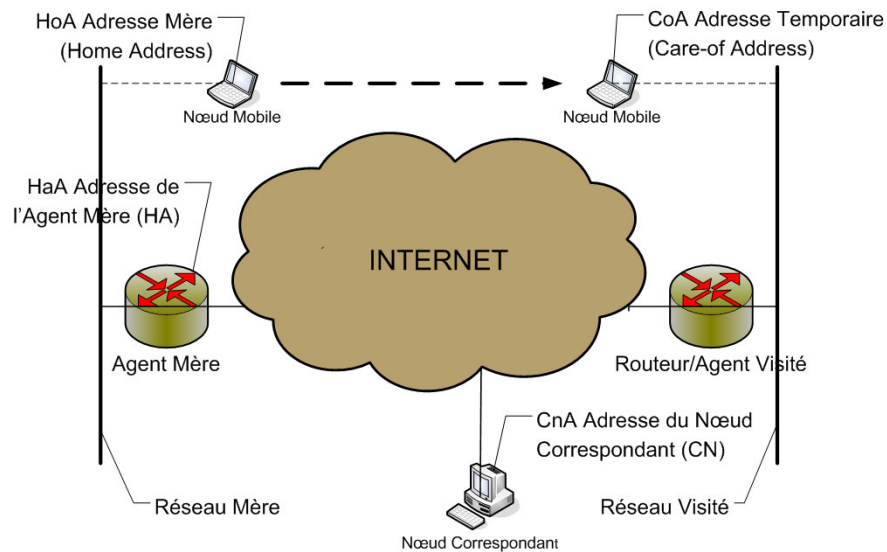 HoA Adresse Mère
(Home Address)
CoA Adresse Temporaire
(Care-of Address)
Nœud Mobile
Nœud Mobile
HaA Adresse de
l'Agent Mère (HA)
INTERNET
Agent Mère
Routeur/Agent Visité
CnA Adresse du Nœud
Correspondant (CN)
Réseau Mère
Réseau Visité
Nœud Correspondant